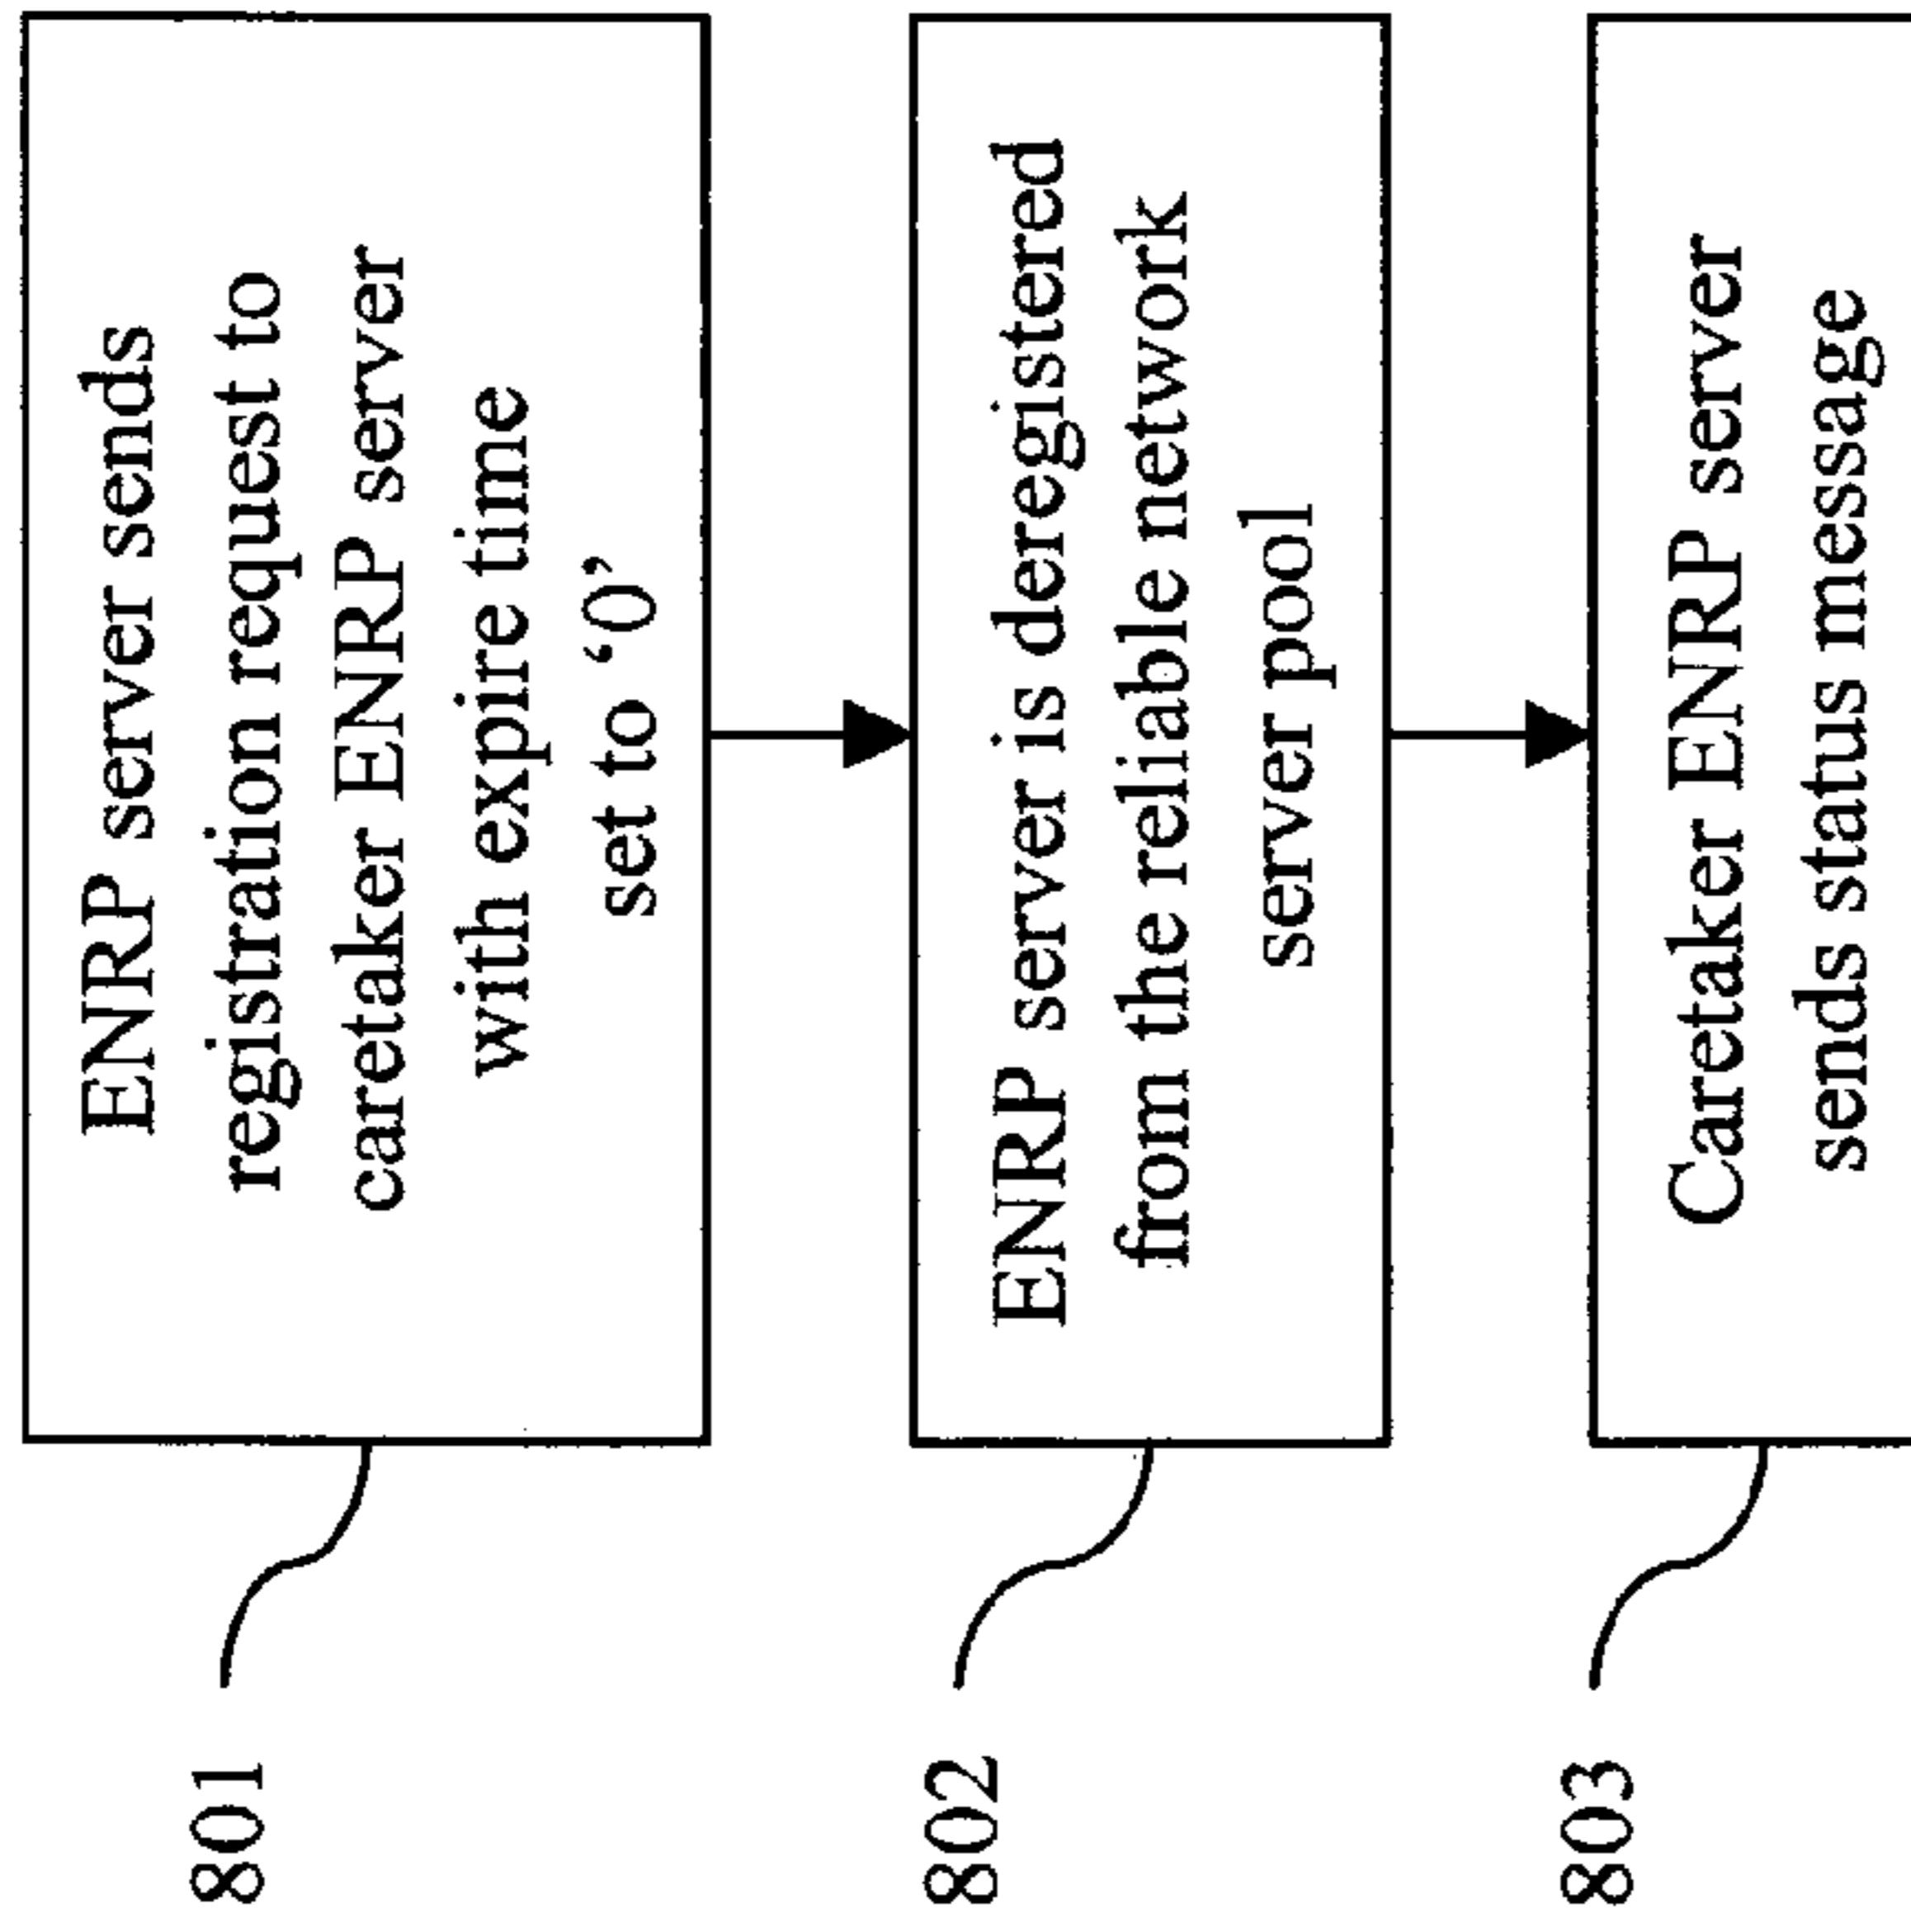 801
ENRP server sends
registration request to
caretaker ENRP server
with expire time
set to ‘0’
802
ENRP server is deregistered
from the reliable network
server pool
803
Caretaker ENRP server
sends status message